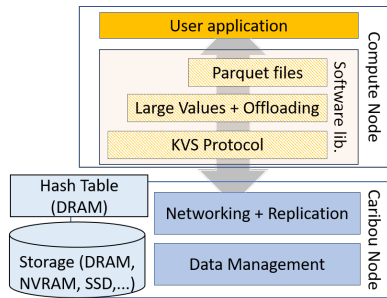 User application
Parquet files
Large Values + Offloading
KVS Protocol
Software lib.
Compute Node
Hash Table
(DRAM)
Storage (DRAM,
NVRAM, SSD,...)
Networking + Replication
Data Management
Caribou Node